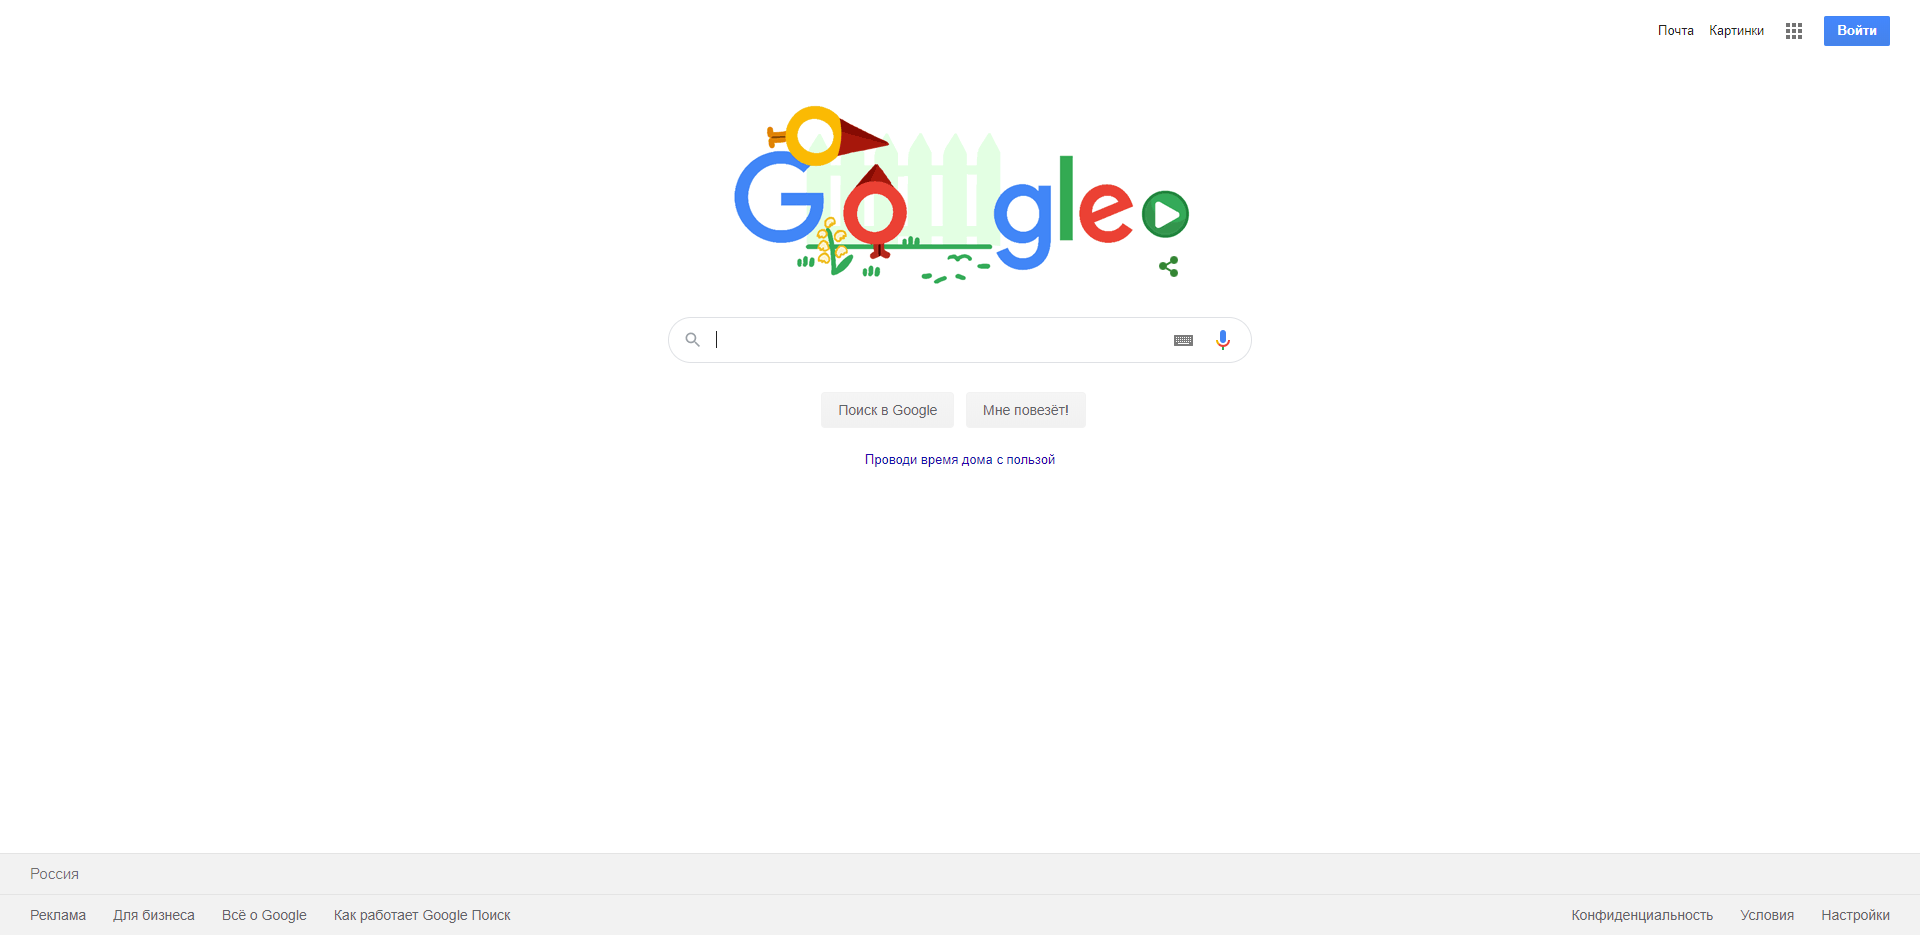 Почта Картинки Войти
Google
Поиск в Google Мне повезёт!
Проводи время дома с пользой
Россия
Реклама Для бизнеса Всё о Google Как работает Google Поиск Конфиденциальность Условия Настройки